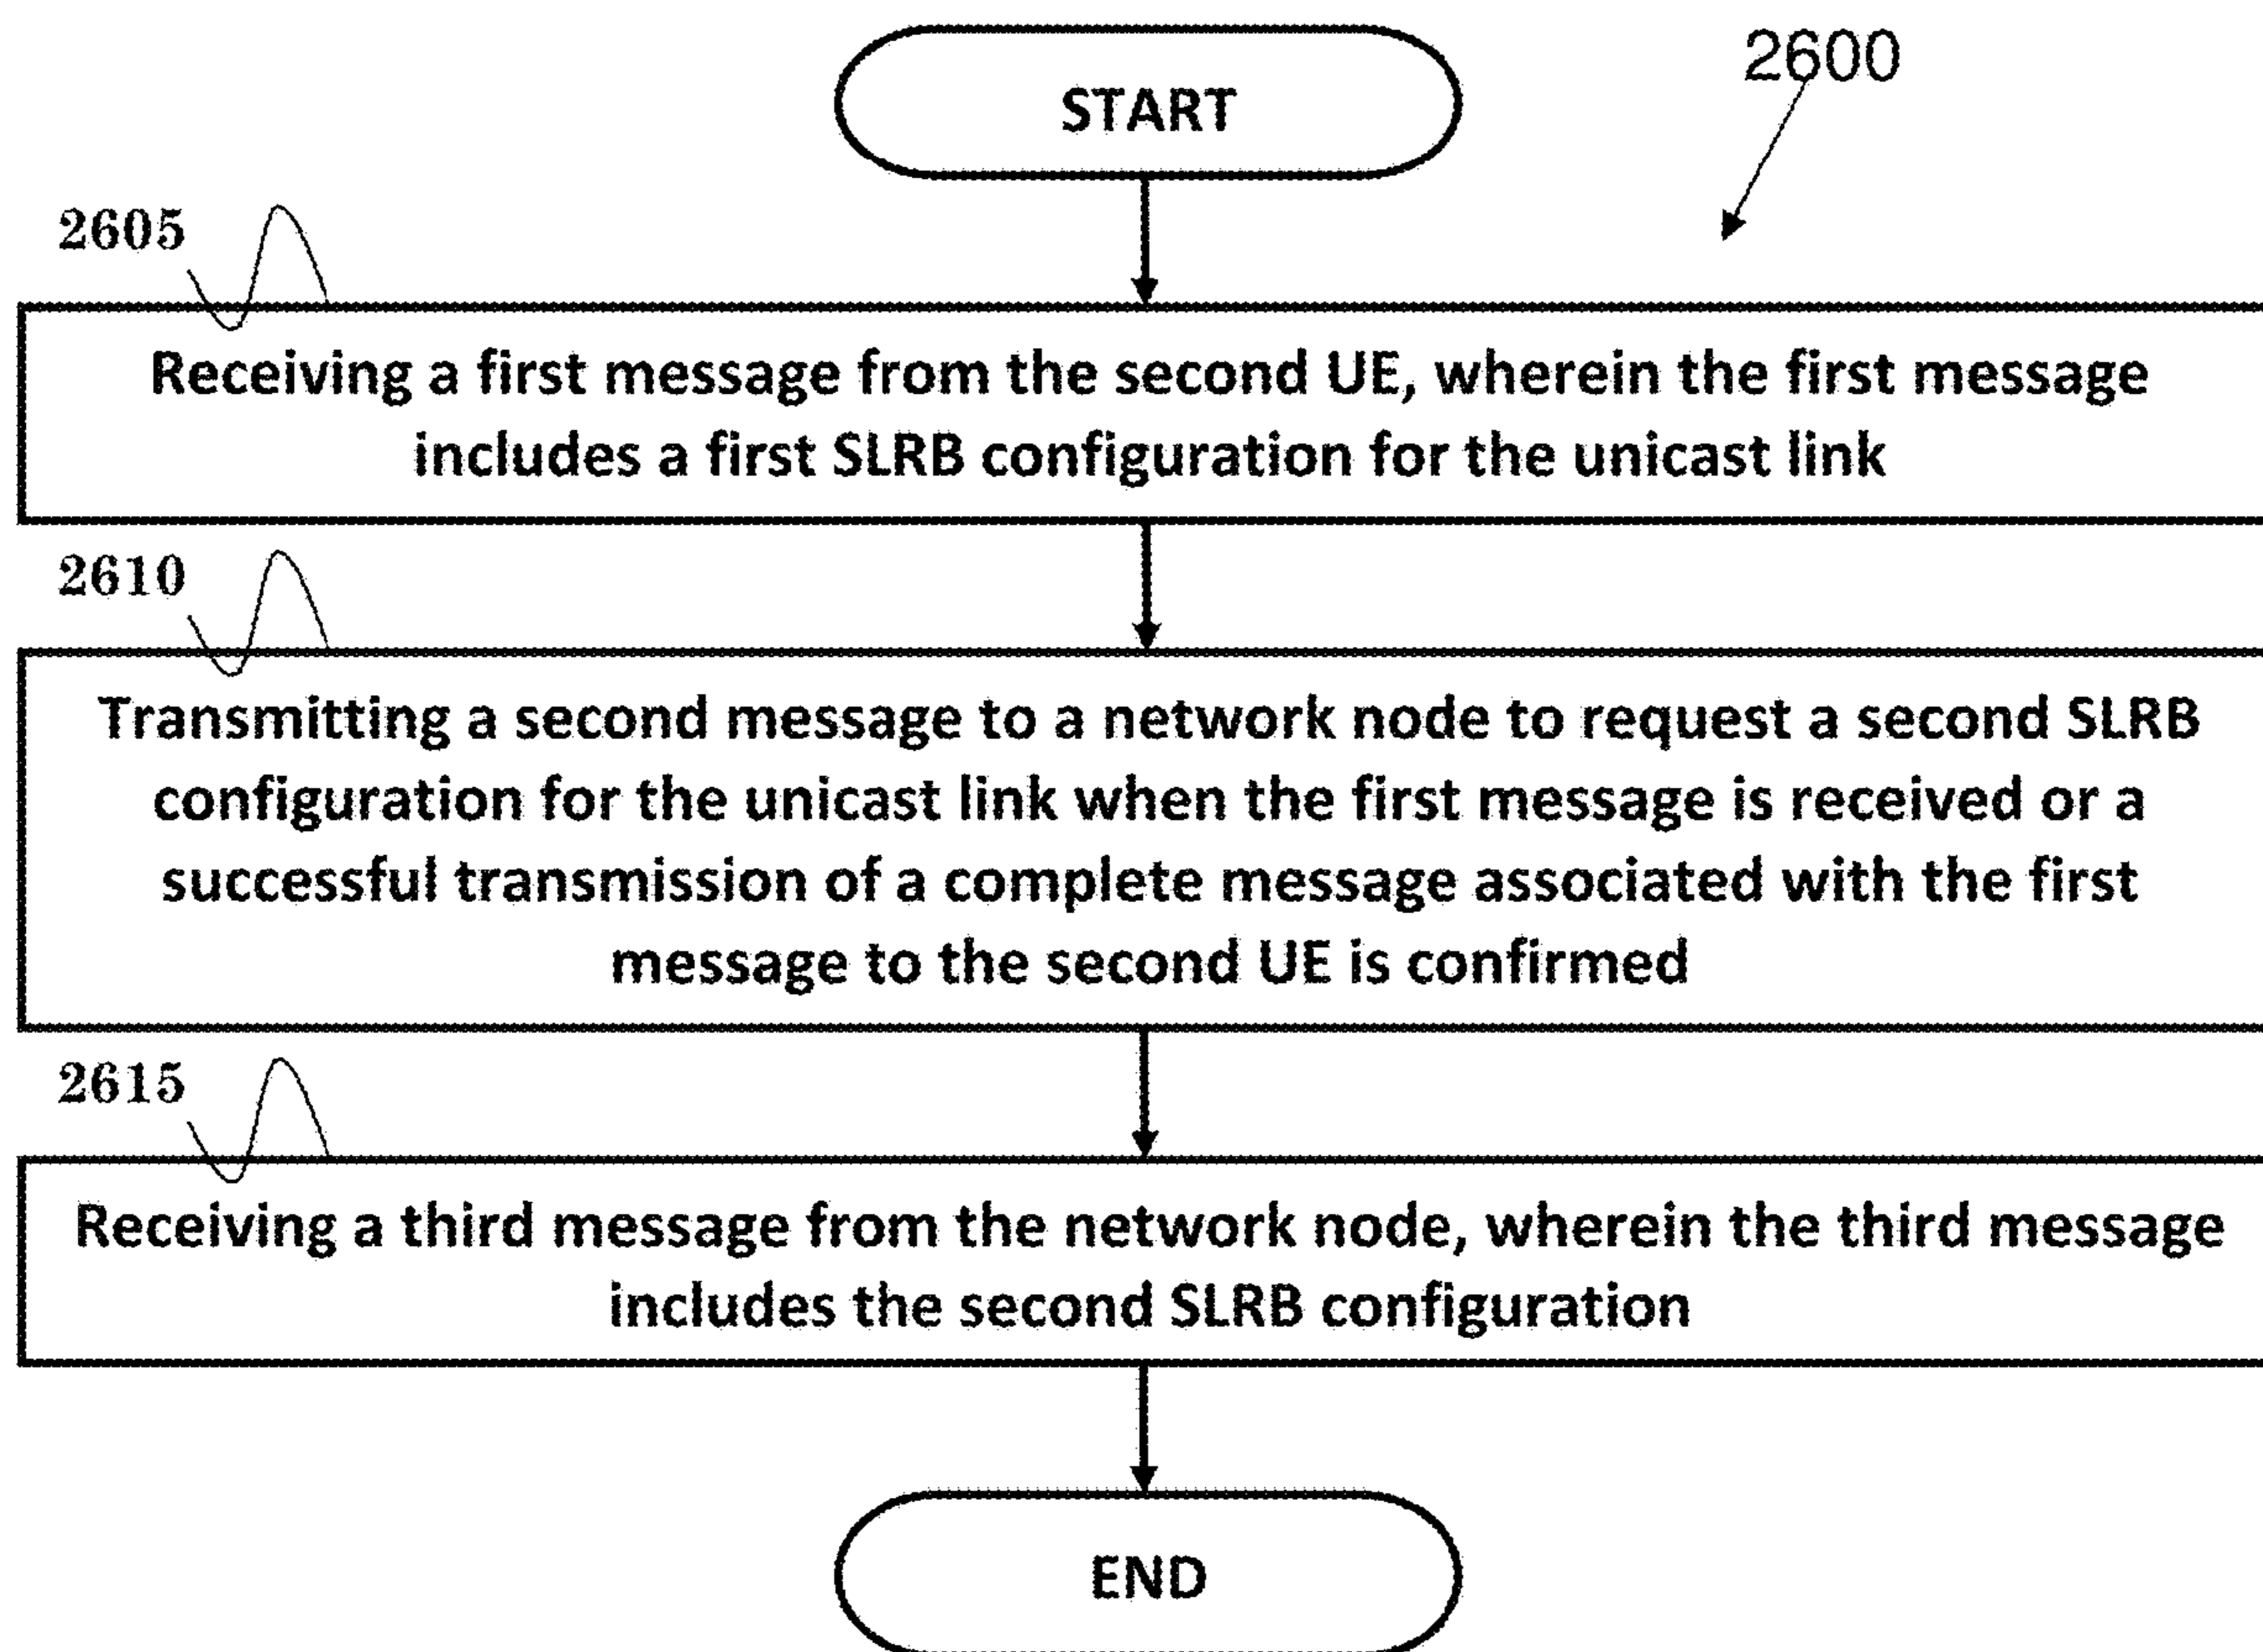 START
2600
2605
Receiving a first message from the second UE, wherein the first message
includes a first SLRB configuration for the unicast link
2610
Transmitting a second message to a network node to request a second SLRB
configuration for the unicast link when the first message is received or a
successful transmission of a complete message associated with the first
message to the second UE is confirmed
2615
Receiving a third message from the network node, wherein the third message
includes the second SLRB configuration
END